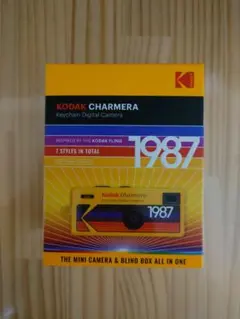 KODAK CHARMERA
Keychain Digital Camera
INSPIRED BY THE KODAK FLING
7 STYLES IN TOTAL
1987
Kodak Charmera
1987
THE MINI CAMERA & BLIND BOX ALL IN ONE